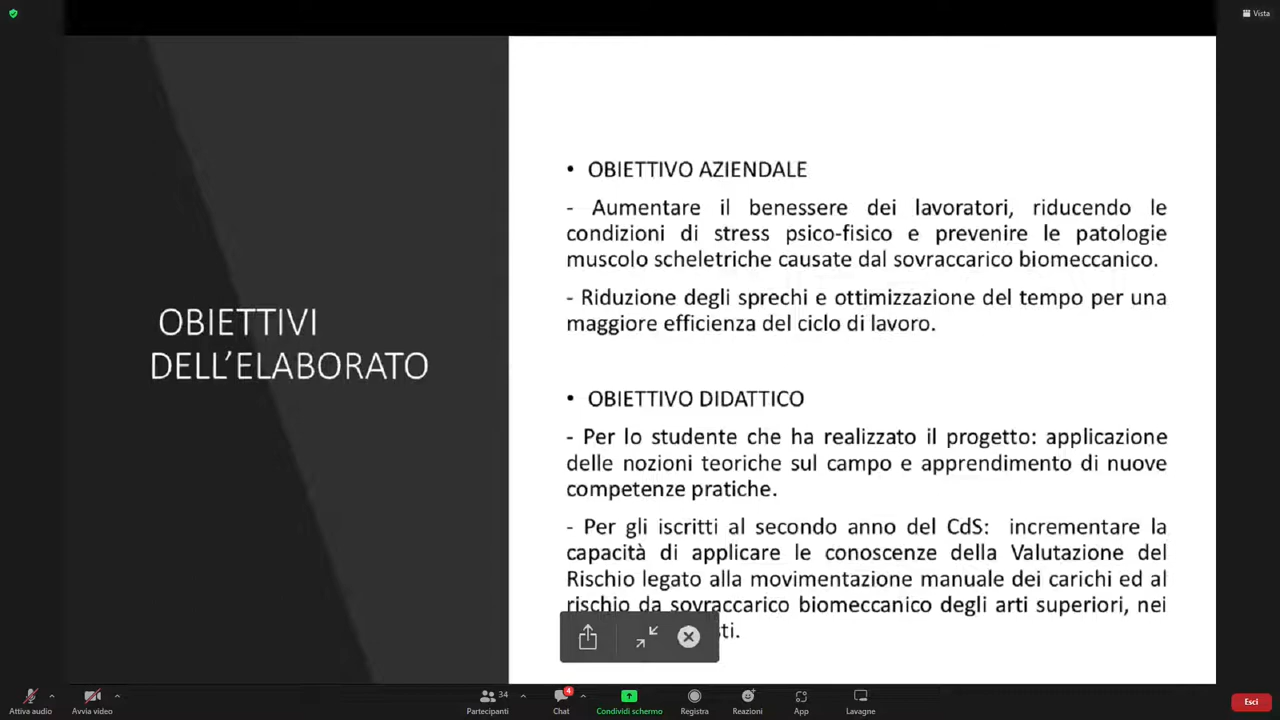 Vista
OBIETTIVI
DELL’ELABORATO
• OBIETTIVO AZIENDALE
- Aumentare il benessere dei lavoratori, riducendo le
condizioni di stress psico-fisico e prevenire le patologie
muscolo scheletriche causate dal sovraccarico biomeccanico.
- Riduzione degli sprechi e ottimizzazione del tempo per una
maggiore efficienza del ciclo di lavoro.
• OBIETTIVO DIDATTICO
- Per lo studente che ha realizzato il progetto: applicazione
delle nozioni teoriche sul campo e apprendimento di nuove
competenze pratiche.
- Per gli iscritti al secondo anno del CdS: incrementare la
capacità di applicare le conoscenze della Valutazione del
Rischio legato alla movimentazione manuale dei carichi ed al
rischio da sovraccarico biomeccanico degli arti superiori, nei
sti.
34
4
Attiva audio
Avvia video
Partecipanti
Chat
Condividi schermo
Registra
Reazioni
App
Lavagne
Esci